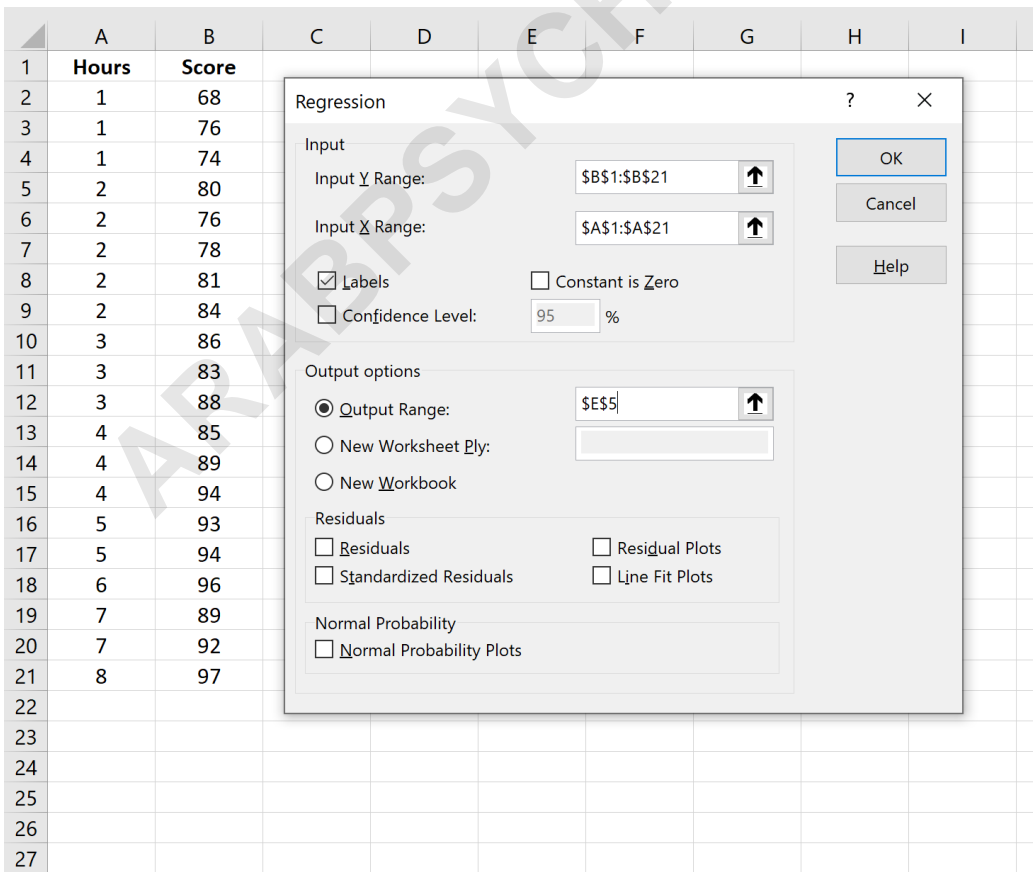 A B C D E F G H I
1 Hours Score
2 1 68
Regression ? ×
3 1 76
Input
4 1 74
OK
Input Y Range: $B$1:$B$21
5 2 80
6 2 76
Cancel
Input X Range: $A$1:$A$21
7 2 78
Help
8 2 81
Labels Constant is Zero
9 2 84
Confidence Level: 95 %
10 3 86
11 3 83
Output options
12 3 88
Output Range: $E$5
13 4 85
New Worksheet Ply:
14 4 89
15 4 94
New Workbook
16 5 93
Residuals
17 5 94
Residuals Residual Plots
18 6 96
Standardized Residuals Line Fit Plots
19 7 89
Normal Probability
20 7 92
Normal Probability Plots
21 8 97
22
23
24
25
26
27
ARABPSYCH